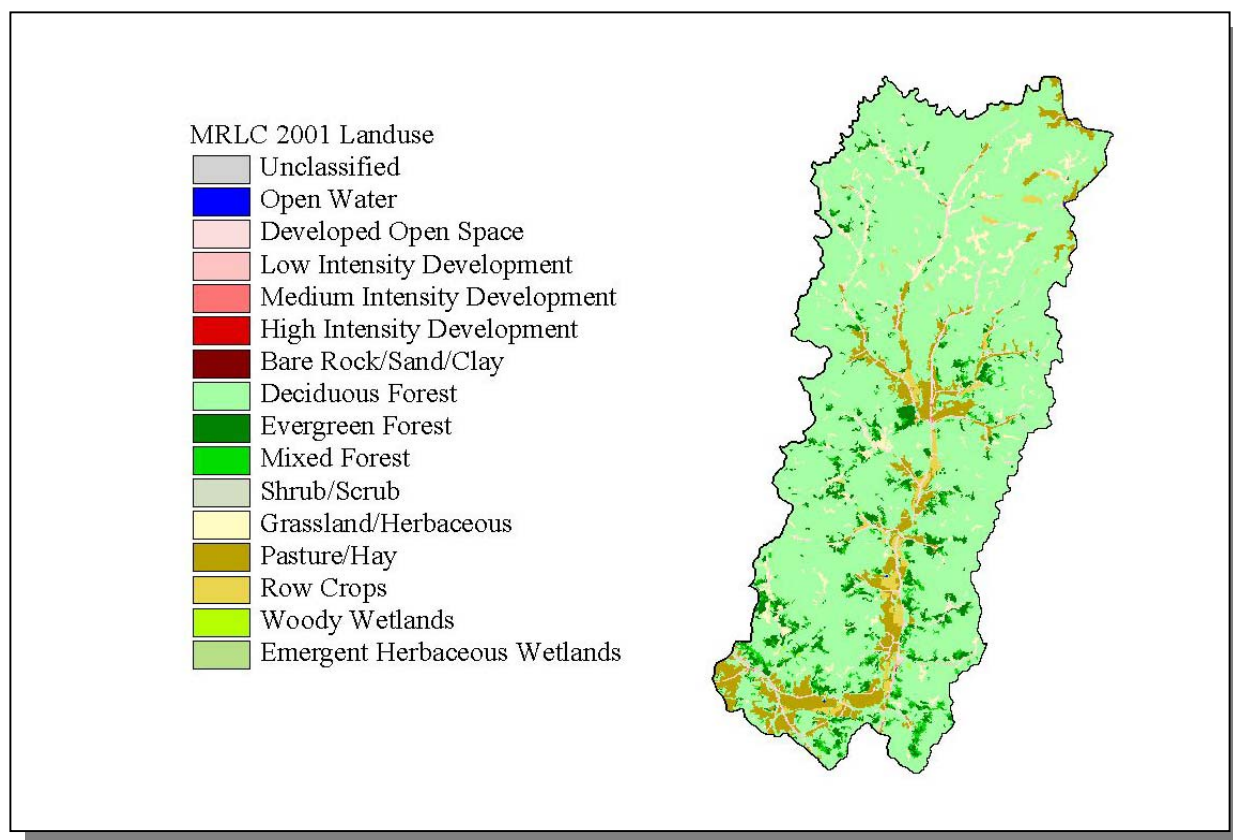 MRLC 2001 Landuse
Unclassified
Open Water
Developed Open Space
Low Intensity Development
Medium Intensity Development
High Intensity Development
Bare Rock/Sand/Clay
Deciduous Forest
Evergreen Forest
Mixed Forest
Shrub/Scrub
Grassland/Herbaceous
Pasture/Hay
Row Crops
Woody Wetlands
Emergent Herbaceous Wetlands